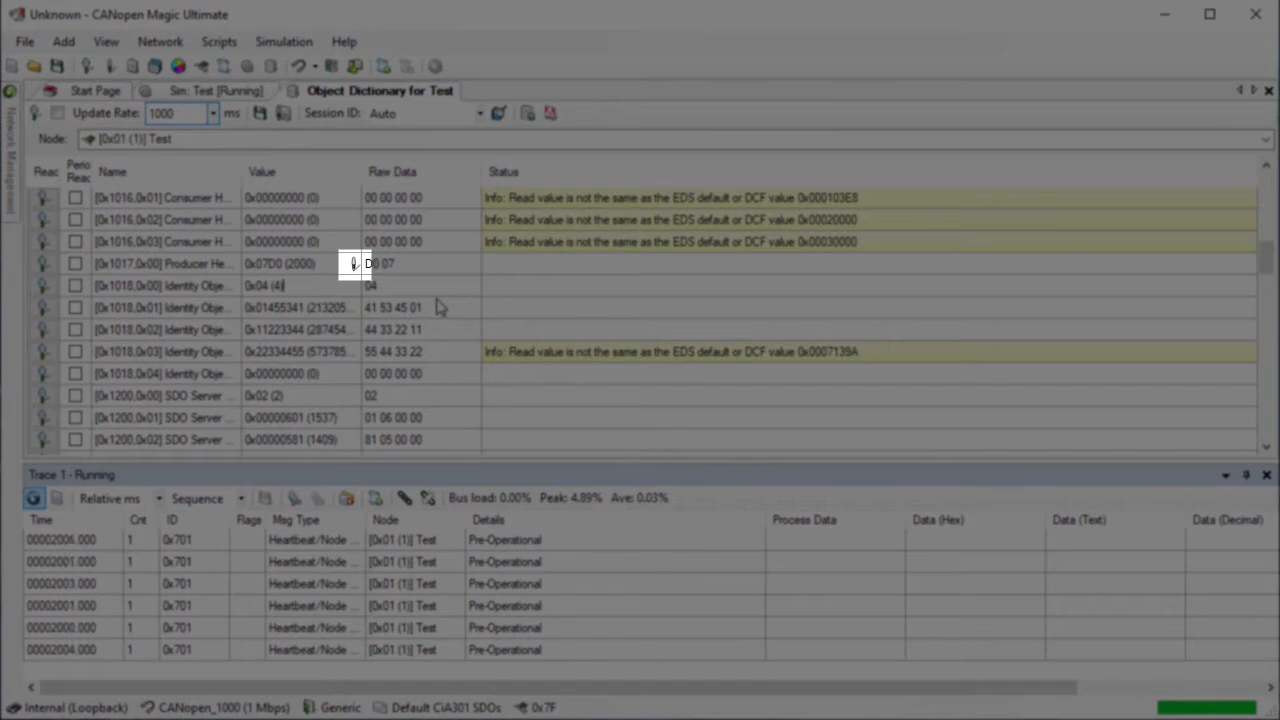 Unknown - CANopen Magic Ultimate
File Add View Network Scripts Simulation Help
Start Page Sim: Test [Running] Object Dictionary for Test
Update Rate: 1000 ms Session ID: Auto
Node: [0x01 (1)] Test
Network Management
Reac Perio Reac Name Value Raw Data Status
[0x1016,0x01] Consumer H... 0x00000000 (0) 00 00 00 00 Info: Read value is not the same as the EDS default or DCF value 0x000103E8
[0x1016,0x02] Consumer H... 0x00000000 (0) 00 00 00 00 Info: Read value is not the same as the EDS default or DCF value 0x00020000
[0x1016,0x03] Consumer H... 0x00000000 (0) 00 00 00 00 Info: Read value is not the same as the EDS default or DCF value 0x00030000
[0x1017,0x00] Producer He... 0x07D0 (2000) D0 07
[0x1018,0x00] Identity Obje... 0x04 (4) 04
[0x1018,0x01] Identity Obje... 0x01455341 (213205... 41 53 45 01
[0x1018,0x02] Identity Obje... 0x11223344 (287454... 44 33 22 11
[0x1018,0x03] Identity Obje... 0x22334455 (573785... 55 44 33 22 Info: Read value is not the same as the EDS default or DCF value 0x0007139A
[0x1018,0x04] Identity Obje... 0x00000000 (0) 00 00 00 00
[0x1200,0x00] SDO Server ... 0x02 (2) 02
[0x1200,0x01] SDO Server ... 0x00000601 (1537) 01 06 00 00
[0x1200,0x02] SDO Server ... 0x00000581 (1409) 81 05 00 00
Trace 1 - Running
Relative ms Sequence Bus load: 0.00% Peak: 4.89% Ave: 0.03%
Time Cnt ID Flags Msg Type Node Details Process Data Data (Hex) Data (Text) Data (Decimal)
00002006.000 1 0x701 Heartbeat/Node ... [0x01 (1)] Test Pre-Operational
00002001.000 1 0x701 Heartbeat/Node ... [0x01 (1)] Test Pre-Operational
00002003.000 1 0x701 Heartbeat/Node ... [0x01 (1)] Test Pre-Operational
00002001.000 1 0x701 Heartbeat/Node ... [0x01 (1)] Test Pre-Operational
00002000.000 1 0x701 Heartbeat/Node ... [0x01 (1)] Test Pre-Operational
00002004.000 1 0x701 Heartbeat/Node ... [0x01 (1)] Test Pre-Operational
Internal (Loopback) CANopen_1000 (1 Mbps) Generic Default CiA301 SDOs 0x7F